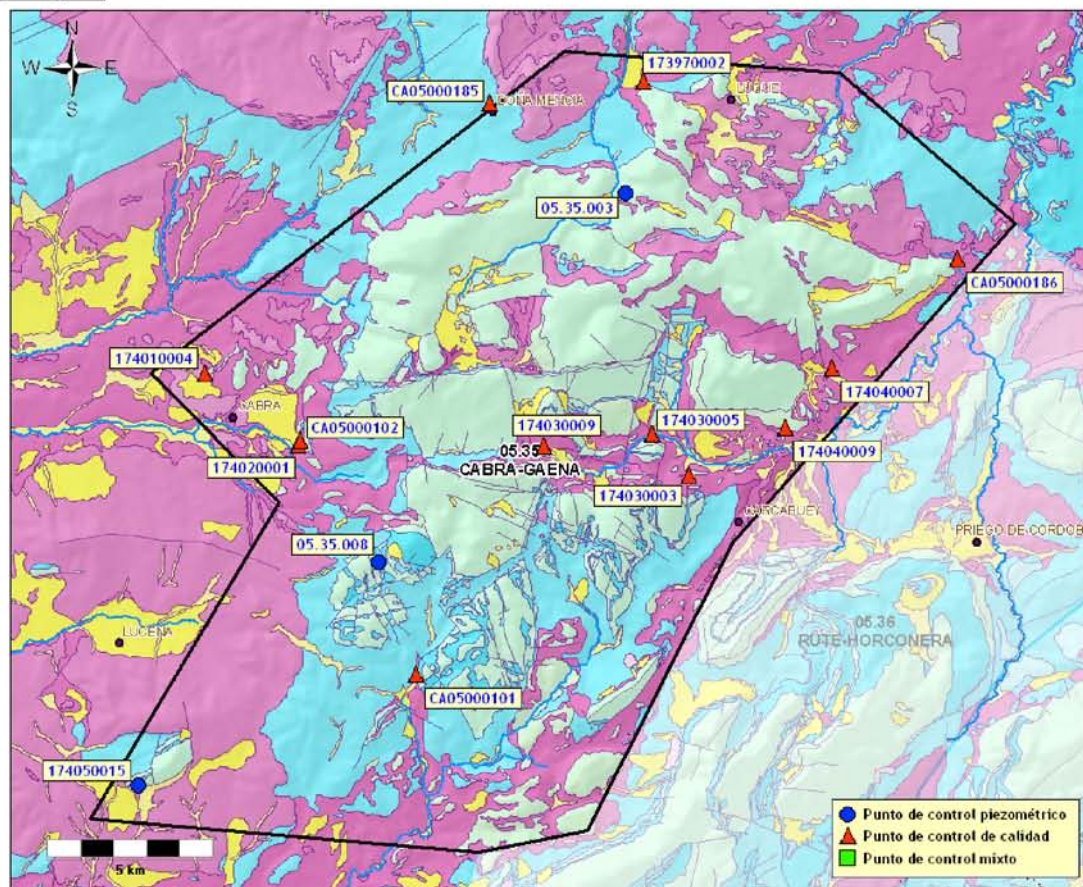 N
W E
S
173970002
CA05000185
DOÑA MENCIA
LUQUE
05.35.003
CA05000186
174010004
174040007
CABRA
CA05000102
174030009
174030005
05.35
CABRA-GAENA
174020001
174040009
174030003
CARCABUEY
PRIEGO DE CORDOB
05.35.008
LUCENA
05.36
RUTE-HORCONERA
CA05000101
174050015
5 km
Punto de control piezométrico
Punto de control de calidad
Punto de control mixto